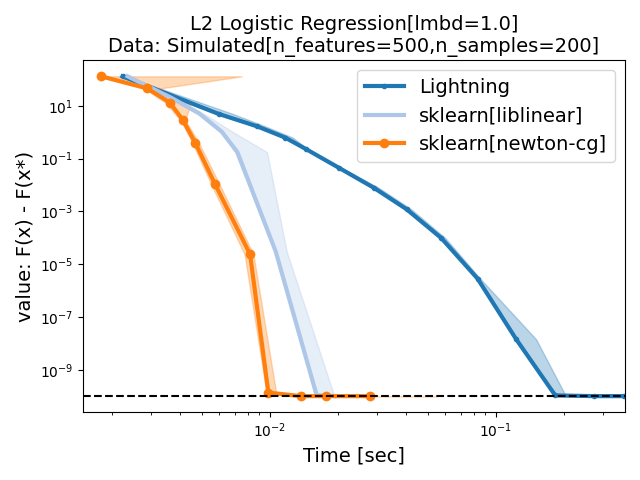 L2 Logistic Regression[lmbd=1.0]
Data: Simulated[n_features=500,n_samples=200]
value: F(x) - F(x*)
10¹
10⁻¹
10⁻³
10⁻⁵
10⁻⁷
10⁻⁹
Lightning
sklearn[liblinear]
sklearn[newton-cg]
10⁻²
10⁻¹
Time [sec]